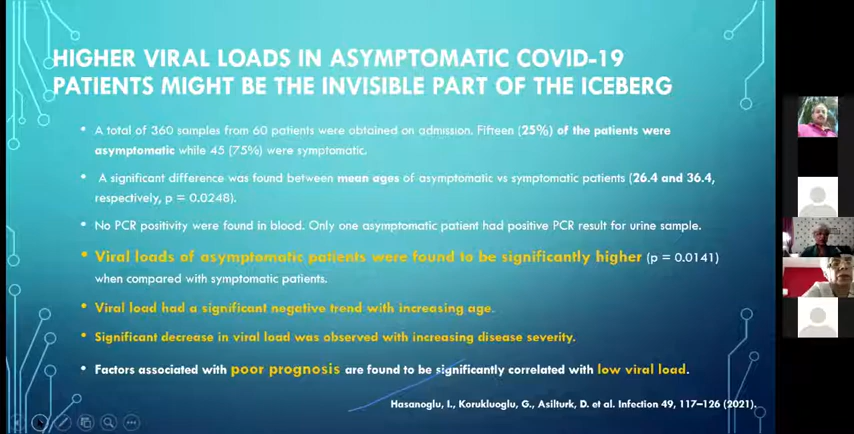 HIGHER VIRAL LOADS IN ASYMPTOMATIC COVID-19
PATIENTS MIGHT BE THE INVISIBLE PART OF THE ICEBERG
• A total of 360 samples from 60 patients were obtained on admission. Fifteen (25%) of the patients were
asymptomatic while 45 (75%) were symptomatic.
• A significant difference was found between mean ages of asymptomatic vs symptomatic patients (26.4 and 36.4,
respectively, p = 0.0248).
• No PCR positivity were found in blood. Only one asymptomatic patient had positive PCR result for urine sample.
• Viral loads of asymptomatic patients were found to be significantly higher (p = 0.0141)
when compared with symptomatic patients.
• Viral load had a significant negative trend with increasing age.
• Significant decrease in viral load was observed with increasing disease severity.
• Factors associated with poor prognosis are found to be significantly correlated with low viral load.
Hasanoglu, I., Korukluoglu, G., Asilturk, D. et al. Infection 49, 117–126 (2021).